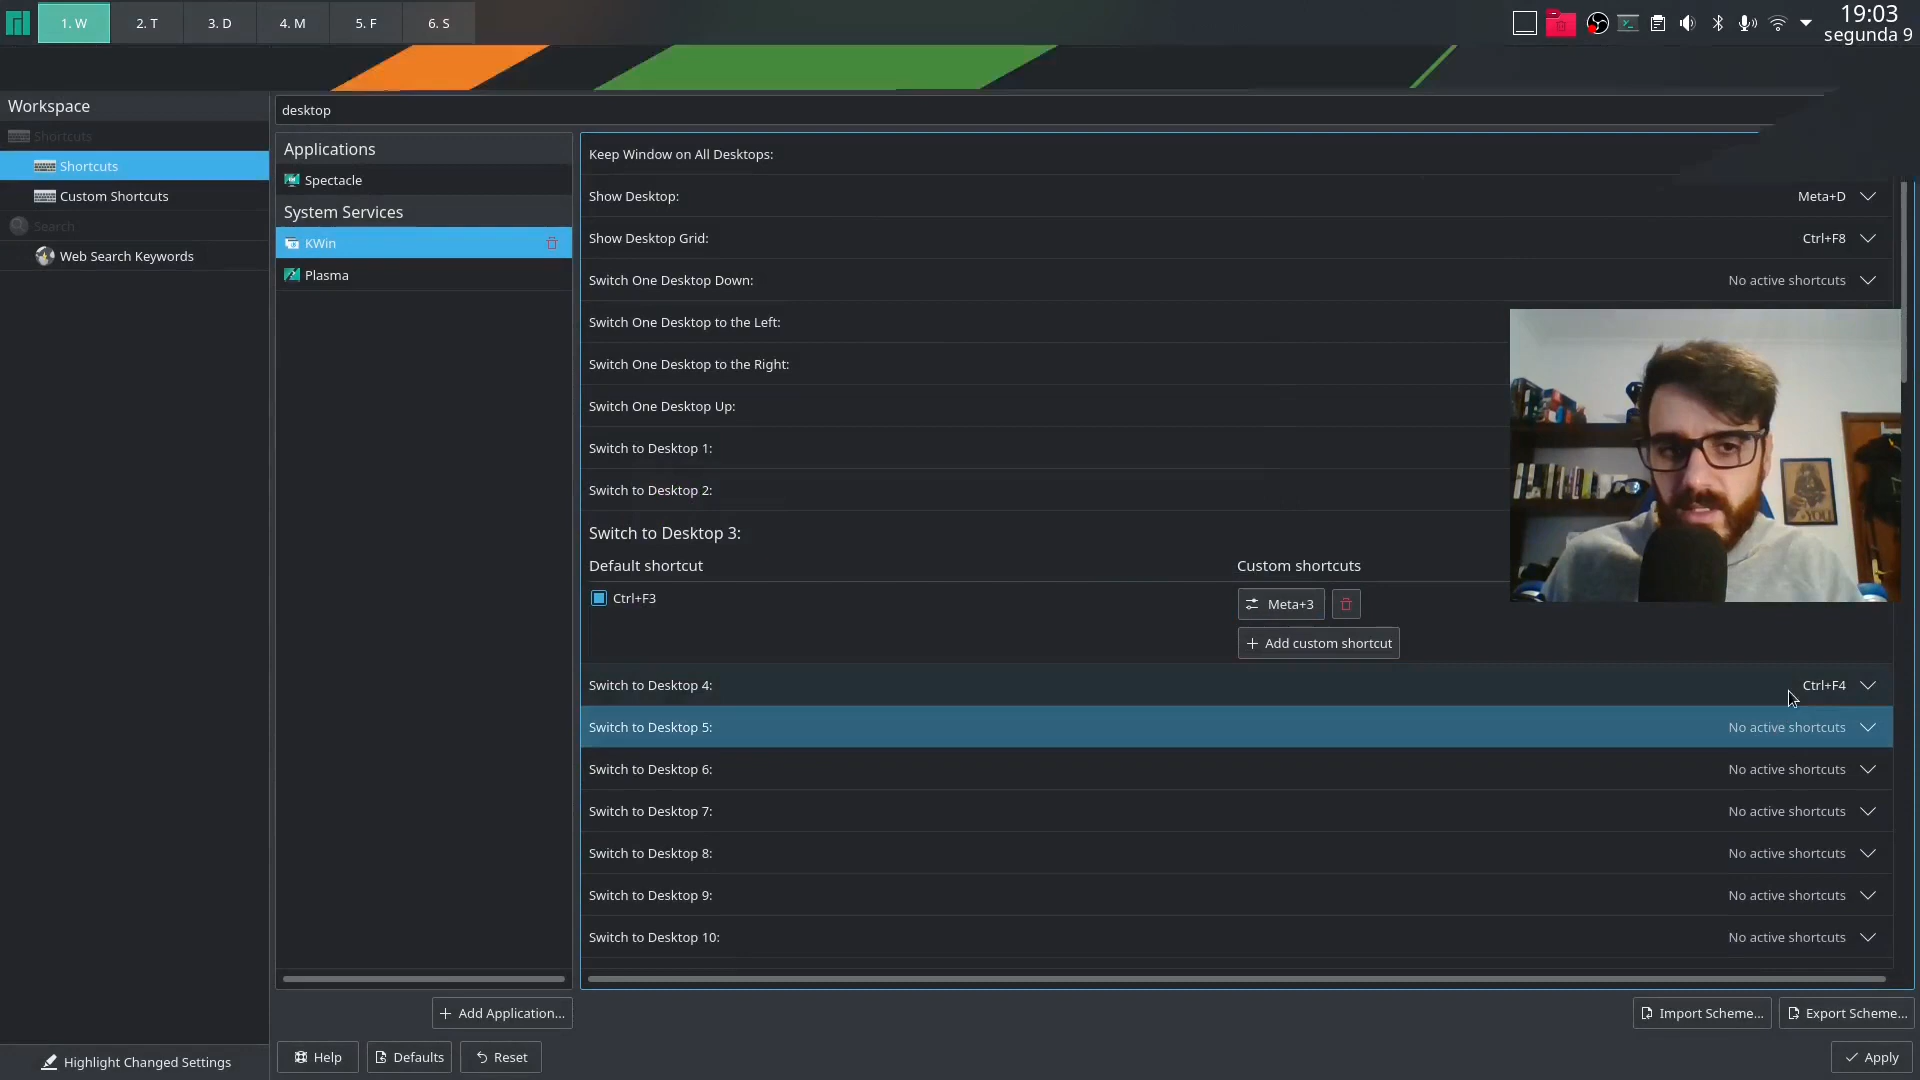 1. W
2. T
3. D
4. M
5. F
6. S
19:03
segunda 9
Workspace
Shortcuts
Shortcuts
Custom Shortcuts
Search
Web Search Keywords
Highlight Changed Settings
desktop
Applications
Spectacle
System Services
KWin
Plasma
Add Application...
Keep Window on All Desktops:
Show Desktop: Meta+D
Show Desktop Grid: Ctrl+F8
Switch One Desktop Down: No active shortcuts
Switch One Desktop to the Left:
Switch One Desktop to the Right:
Switch One Desktop Up:
Switch to Desktop 1:
Switch to Desktop 2:
Switch to Desktop 3:
Default shortcut Custom shortcuts
Ctrl+F3 Meta+3
Add custom shortcut
Switch to Desktop 4: Ctrl+F4
Switch to Desktop 5: No active shortcuts
Switch to Desktop 6: No active shortcuts
Switch to Desktop 7: No active shortcuts
Switch to Desktop 8: No active shortcuts
Switch to Desktop 9: No active shortcuts
Switch to Desktop 10: No active shortcuts
Import Scheme... Export Scheme...
Help Defaults Reset Apply
YOU